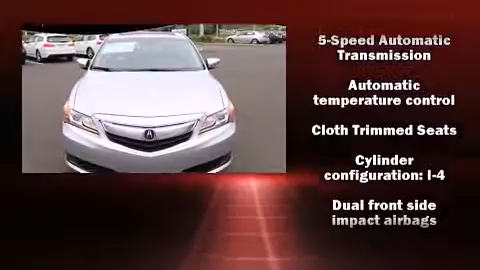 5-Speed Automatic
Transmission
Automatic
temperature control
Cloth Trimmed Seats
Cylinder
configuration: I-4
Dual front side
impact airbags